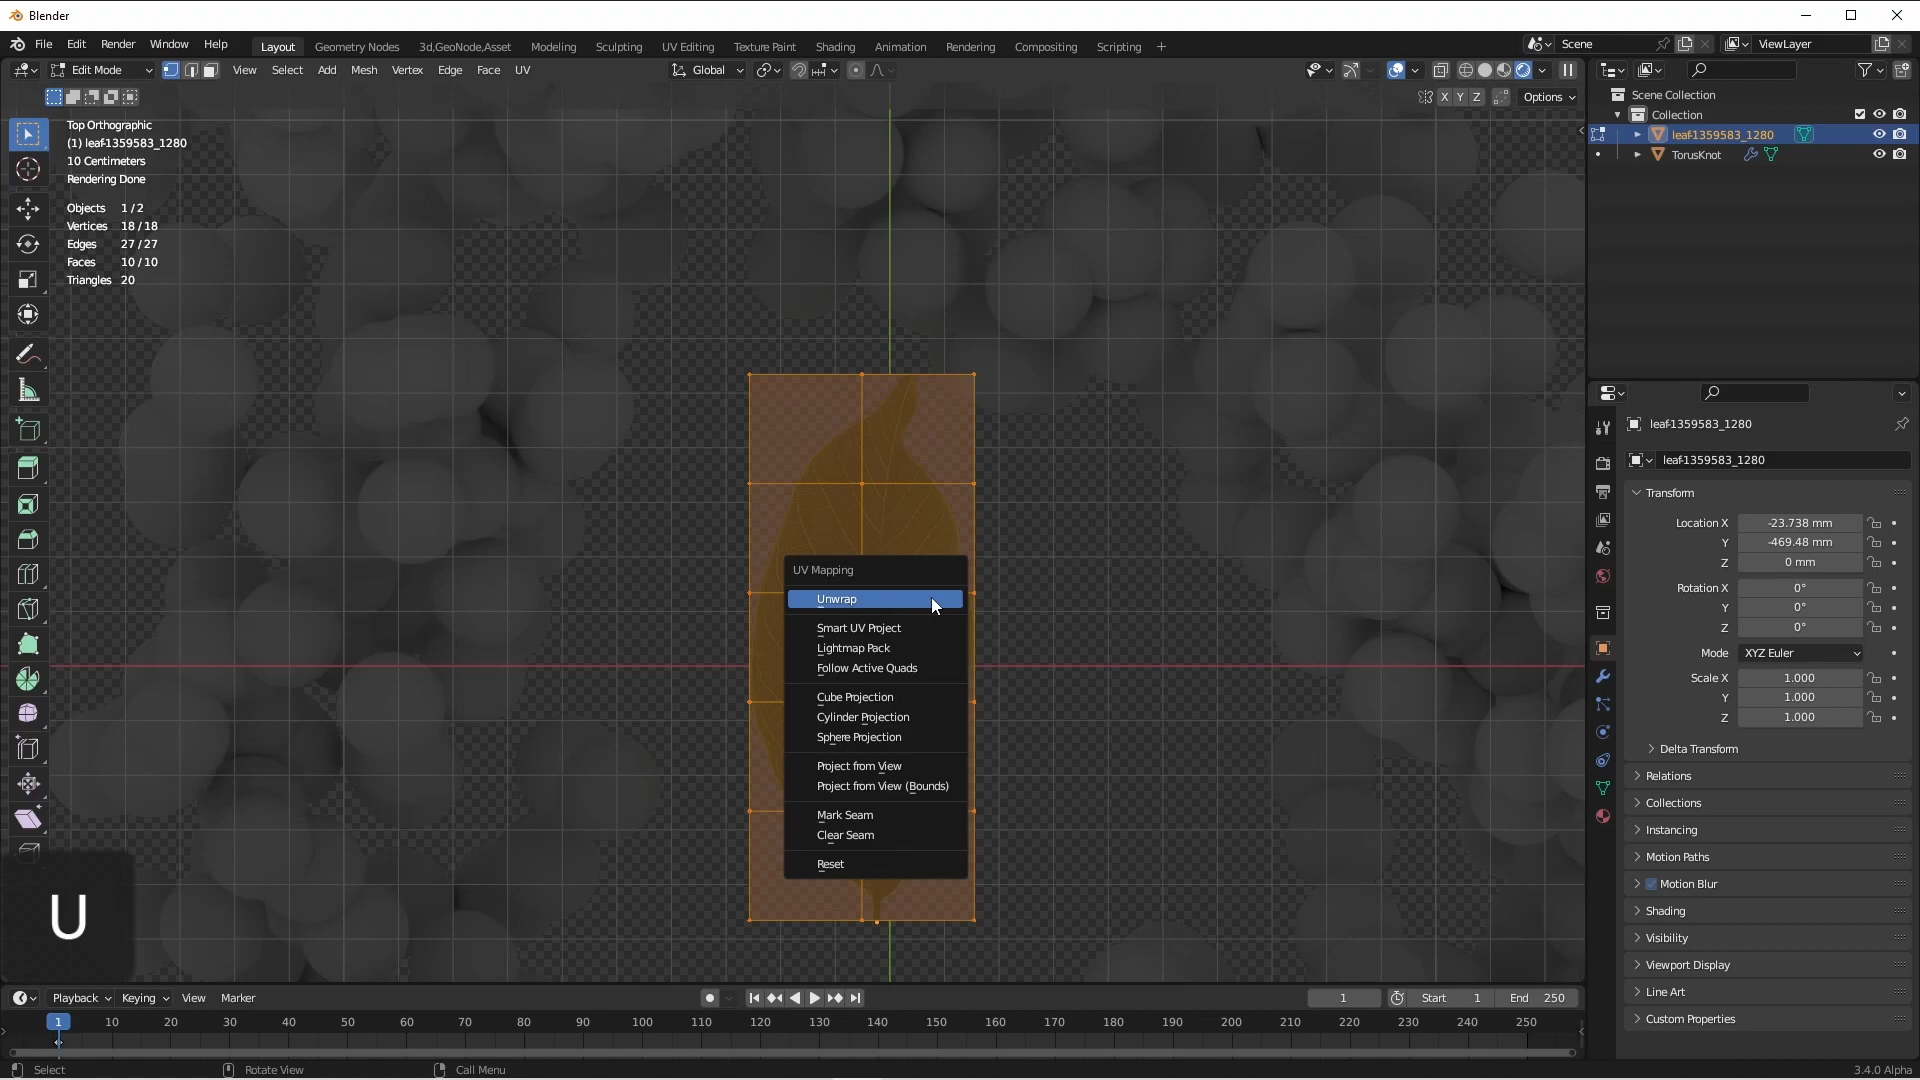 Blender
File Edit Render Window Help Layout Geometry Nodes 3d,GeoNode,Asset Modeling Sculpting UV Editing Texture Paint Shading Animation Rendering Compositing Scripting + Scene ViewLayer
Edit Mode View Select Add Mesh Vertex Edge Face UV Global
X Y Z Options
Top Orthographic
(1) leaf-1359583_1280
10 Centimeters
Rendering Done
Objects 1/2
Vertices 18/18
Edges 27/27
Faces 10/10
Triangles 20
UV Mapping
Unwrap
Smart UV Project
Lightmap Pack
Follow Active Quads
Cube Projection
Cylinder Projection
Sphere Projection
Project from View
Project from View (Bounds)
Mark Seam
Clear Seam
Reset
U
Scene Collection
Collection
leaf-1359583_1280
TorusKnot
leaf-1359583_1280
leaf-1359583_1280
Transform
Location X -23.738 mm
Y -469.48 mm
Z 0 mm
Rotation X 0°
Y 0°
Z 0°
Mode XYZ Euler
Scale X 1.000
Y 1.000
Z 1.000
Delta Transform
Relations
Collections
Instancing
Motion Paths
Motion Blur
Shading
Visibility
Viewport Display
Line Art
Custom Properties
Playback Keying View Marker 1 Start 1 End 250
1 10 20 30 40 50 60 70 80 90 100 110 120 130 140 150 160 170 180 190 200 210 220 230 240 250
Select Rotate View Call Menu 3.4.0 Alpha